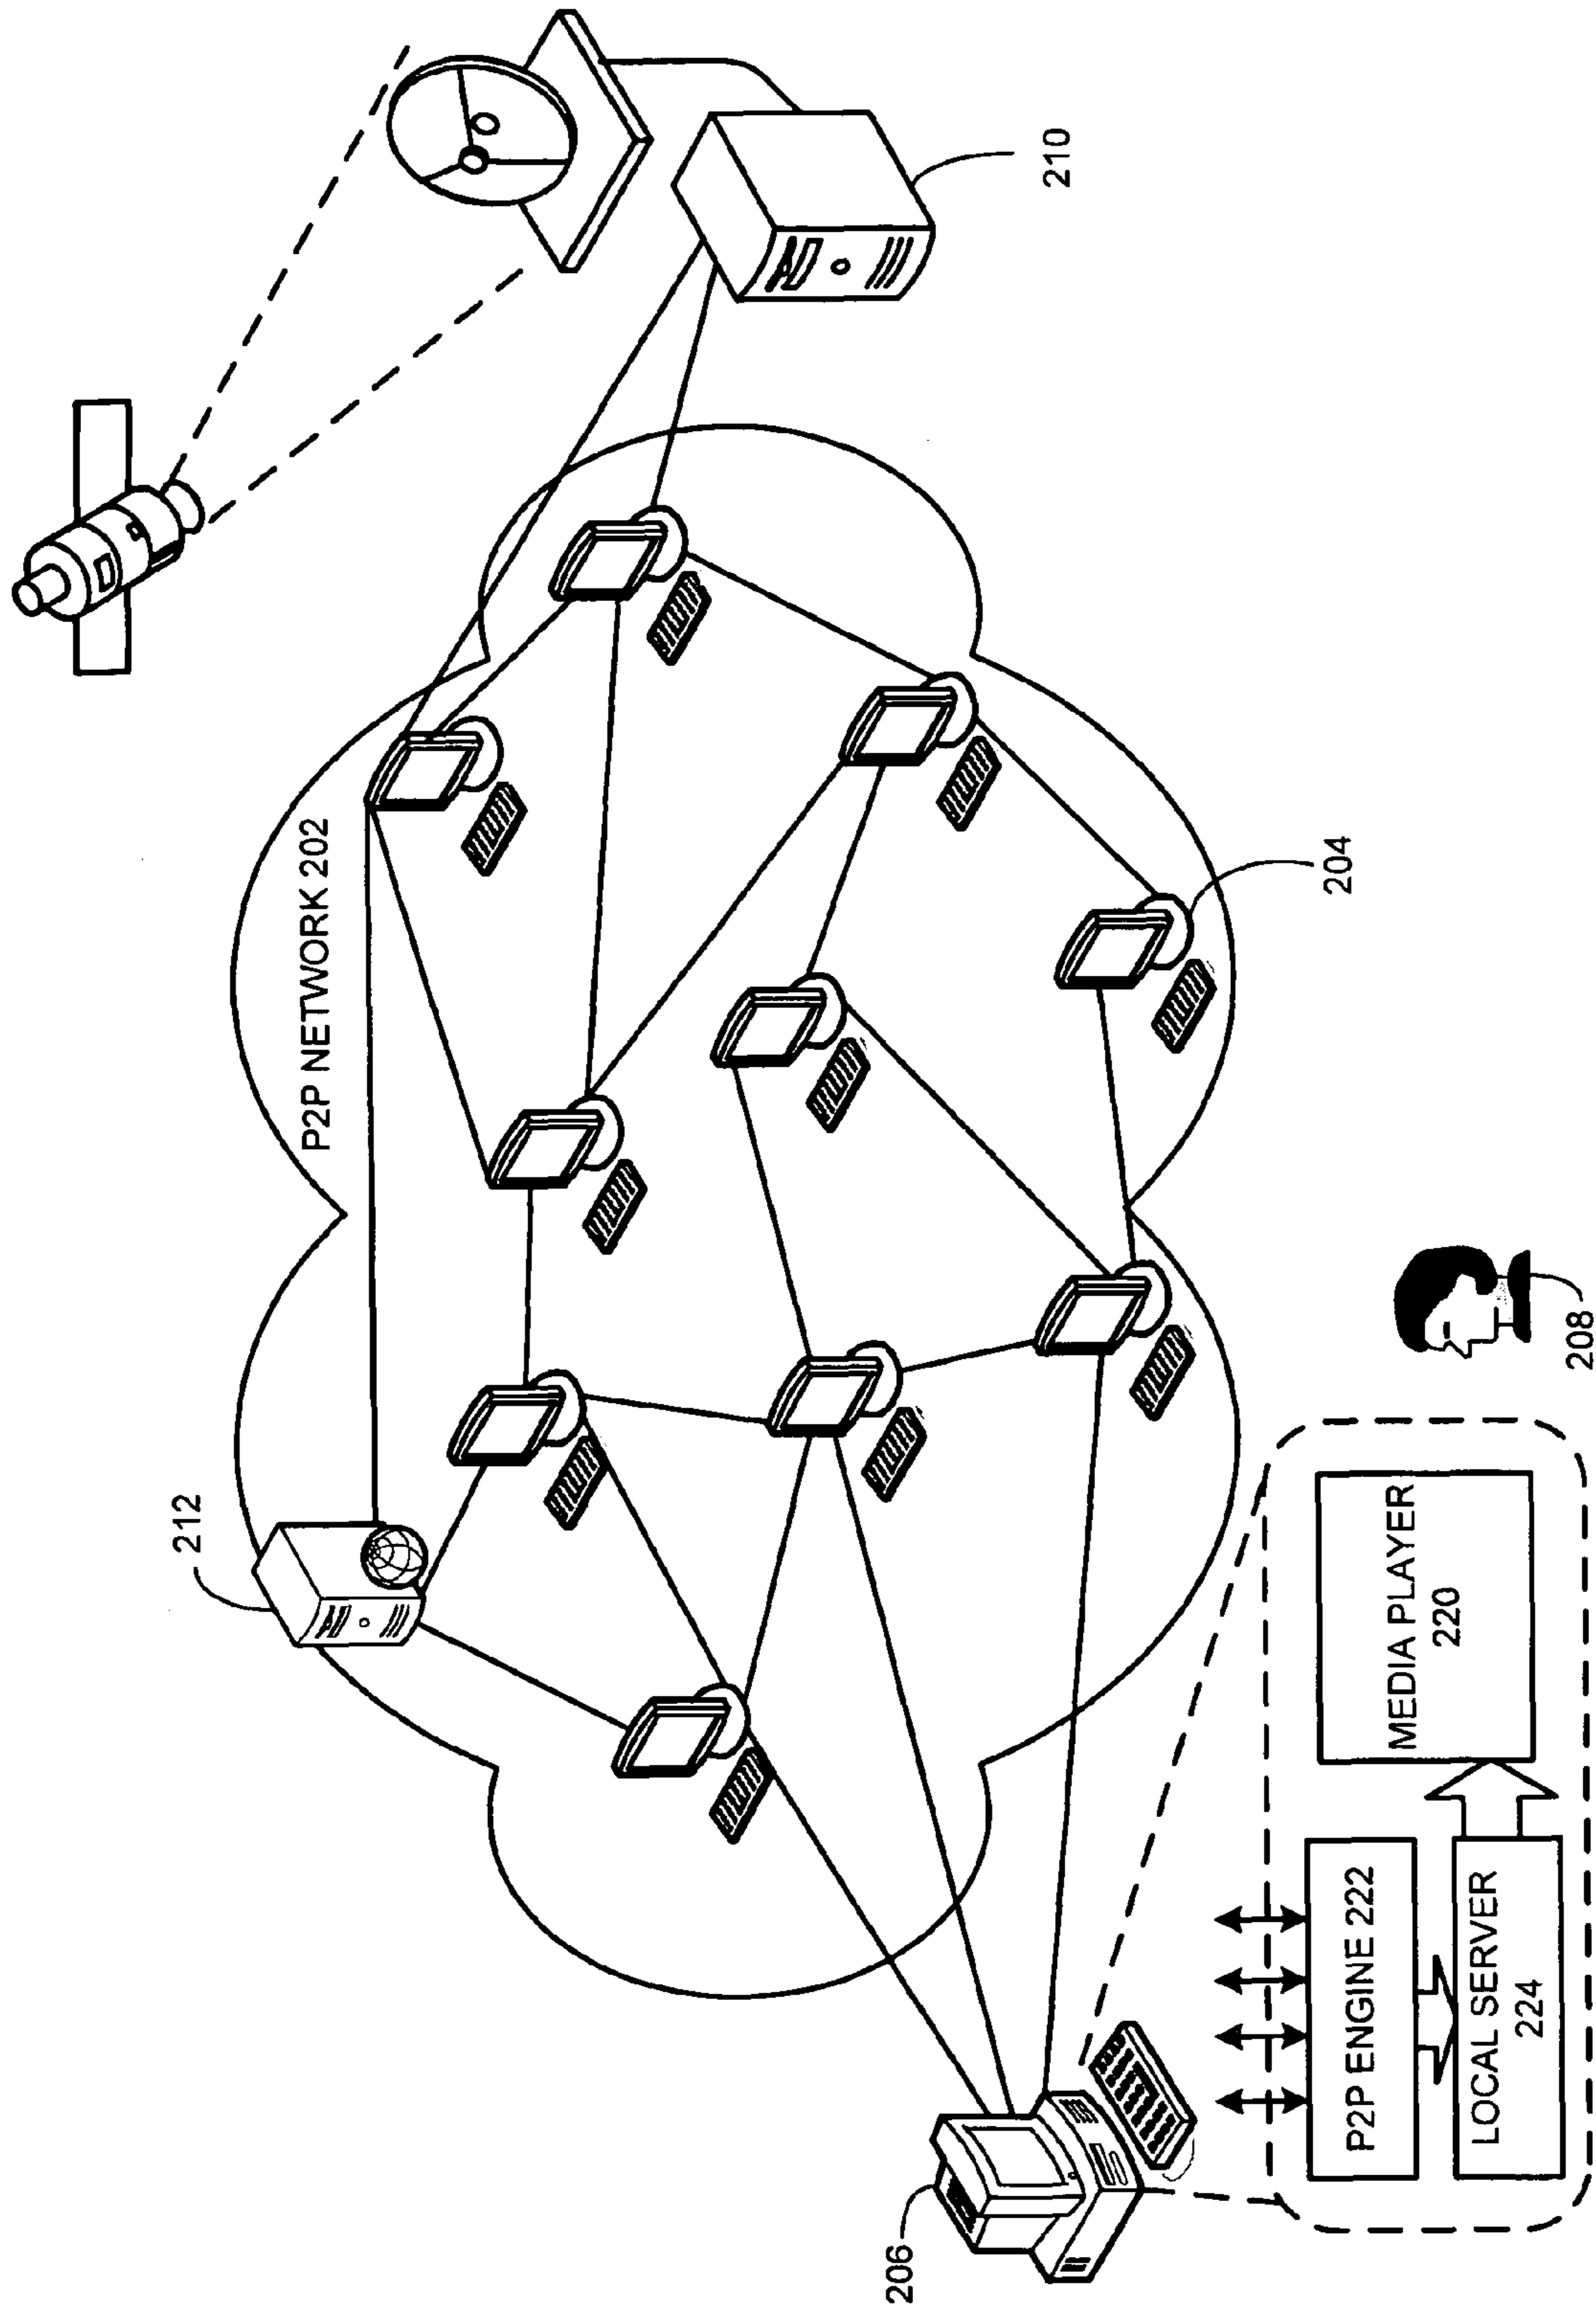 212
P2P NETWORK 202
210
204
206
P2P ENGINE 222
LOCAL SERVER
224
MEDIA PLAYER
220
208